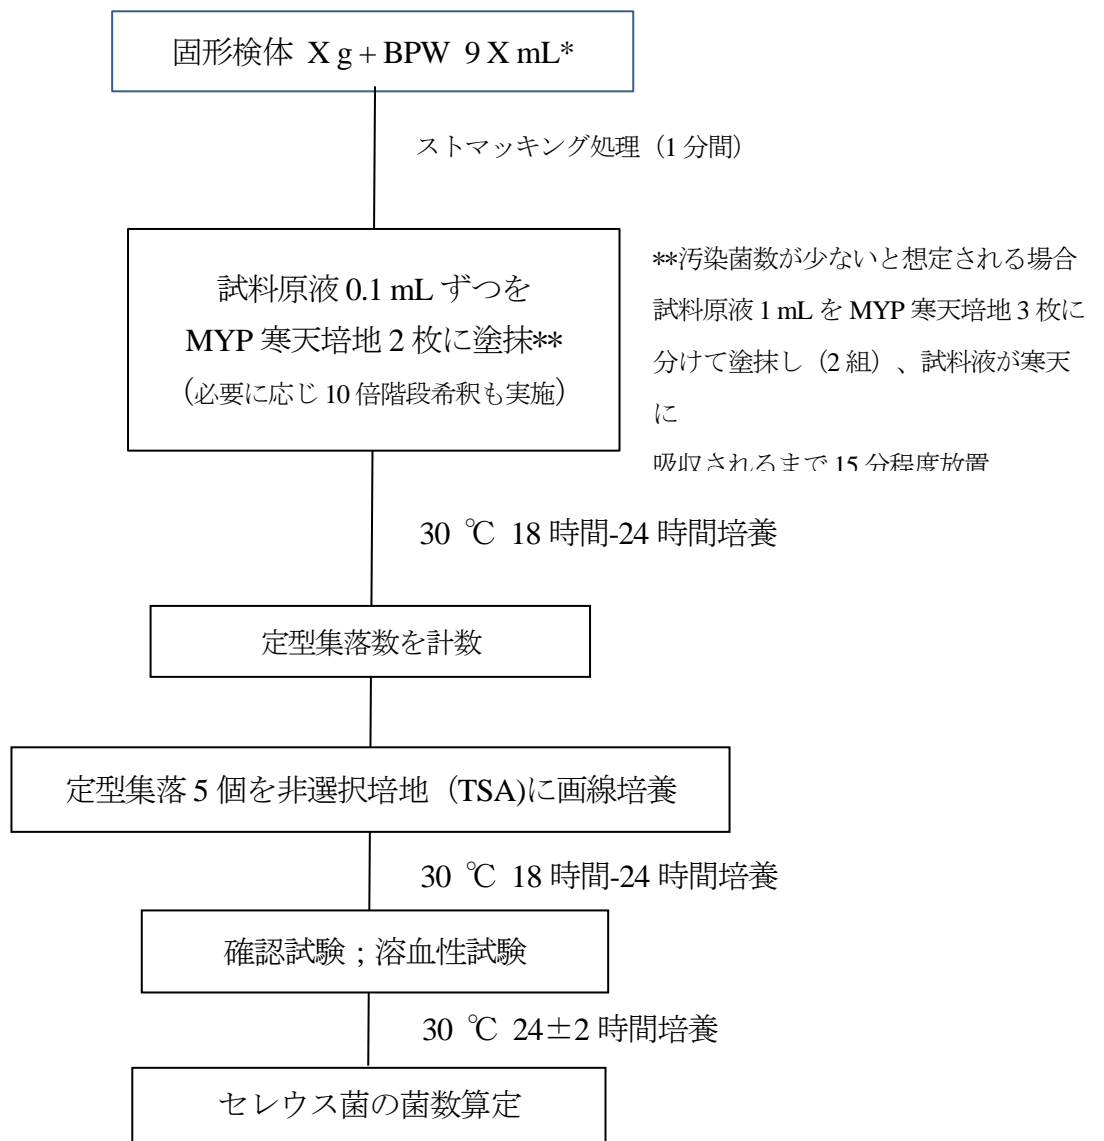 固形検体 X g + BPW 9 X mL*
ストマッキング処理（1 分間）
試料原液 0.1 mL ずつを
MYP 寒天培地 2 枚に塗抹**
（必要に応じ 10 倍階段希釈も実施）
**汚染菌数が少ないと想定される場合
試料原液 1 mL を MYP 寒天培地 3 枚に
分けて塗抹し（2 組）、試料液が寒天
に
吸収されるまで 15 分程度放置
30 ℃ 18 時間-24 時間培養
定型集落数を計数
定型集落 5 個を非選択培地（TSA)に画線培養
30 ℃ 18 時間-24 時間培養
確認試験；溶血性試験
30 ℃ 24±2 時間培養
セレウス菌の菌数算定